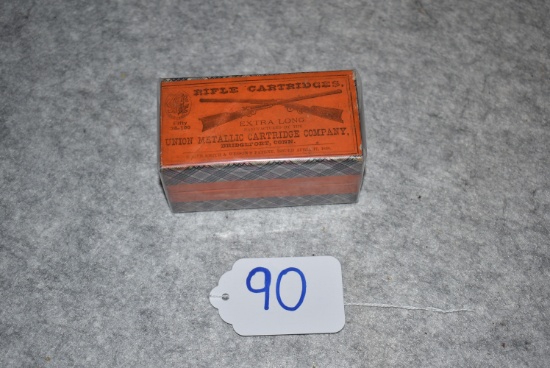 RIFLE CARTRIDGES,
EXTRA LONG
UNION METALLIC CARTRIDGE COMPANY,
BRIDGEPORT, CONN.
90